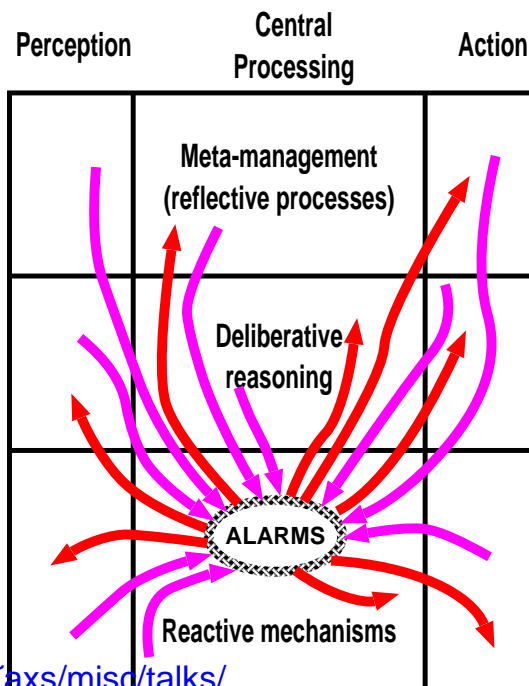 Perception
Central
Processing
Action
Meta-management
(reflective processes)
Deliberative
reasoning
ALARMS
Reactive mechanisms
axs/misc/talks/